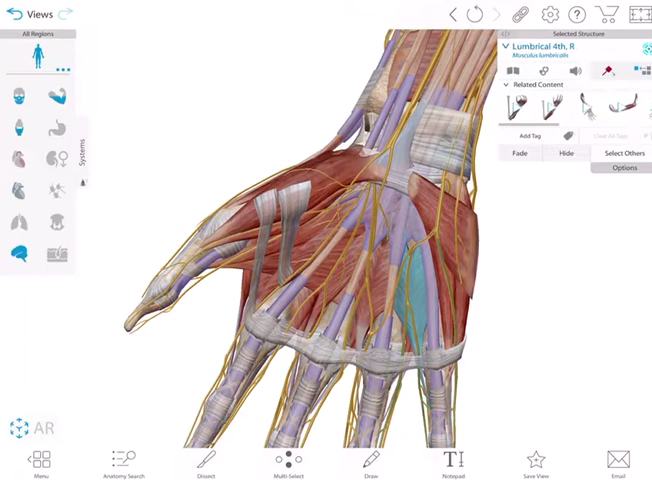 Views
All Regions
Systems
Selected Structure
Lumbrical 4th, R
Musculus lumbricalis
Related Content
Add Tag
Clear All Tags
Fade
Hide
Select Others
Options
AR
Menu
Anatomy Search
Dissect
Multi-Select
Draw
Notepad
Save View
Email